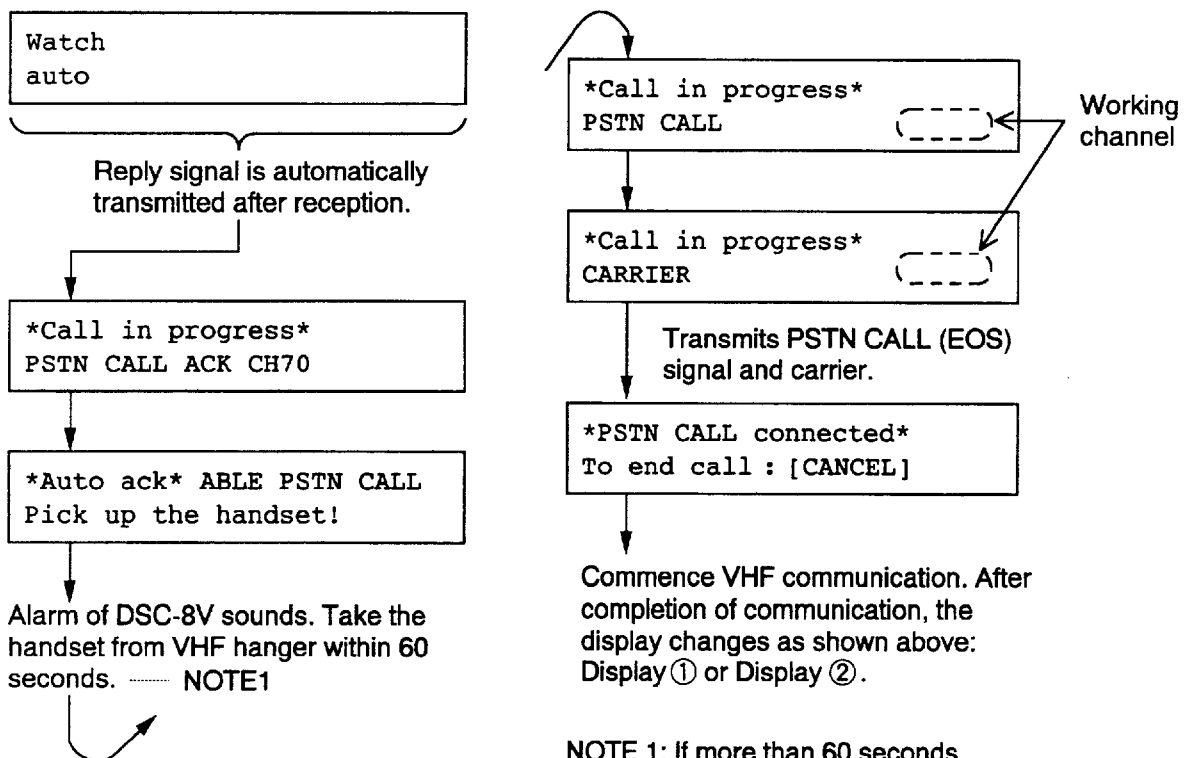 Watch
auto
Reply signal is automatically
transmitted after reception.
*Call in progress*
PSTN CALL ACK CH70
*Auto ack* ABLE PSTN CALL
Pick up the handset!
Alarm of DSC-8V sounds. Take the
handset from VHF hanger within 60
seconds. ------ NOTE1
*Call in progress*
PSTN CALL
Working
channel
*Call in progress*
CARRIER
Transmits PSTN CALL (EOS)
signal and carrier.
*PSTN CALL connected*
To end call : [CANCEL]
Commence VHF communication. After
completion of communication, the
display changes as shown above:
Display ① or Display ②.
NOTE 1: If more than 60 seconds